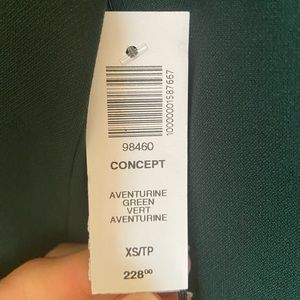 10000001587667
98460
CONCEPT
AVENTURINE
GREEN
VERT
AVENTURINE
XS/TP
228⁰⁰